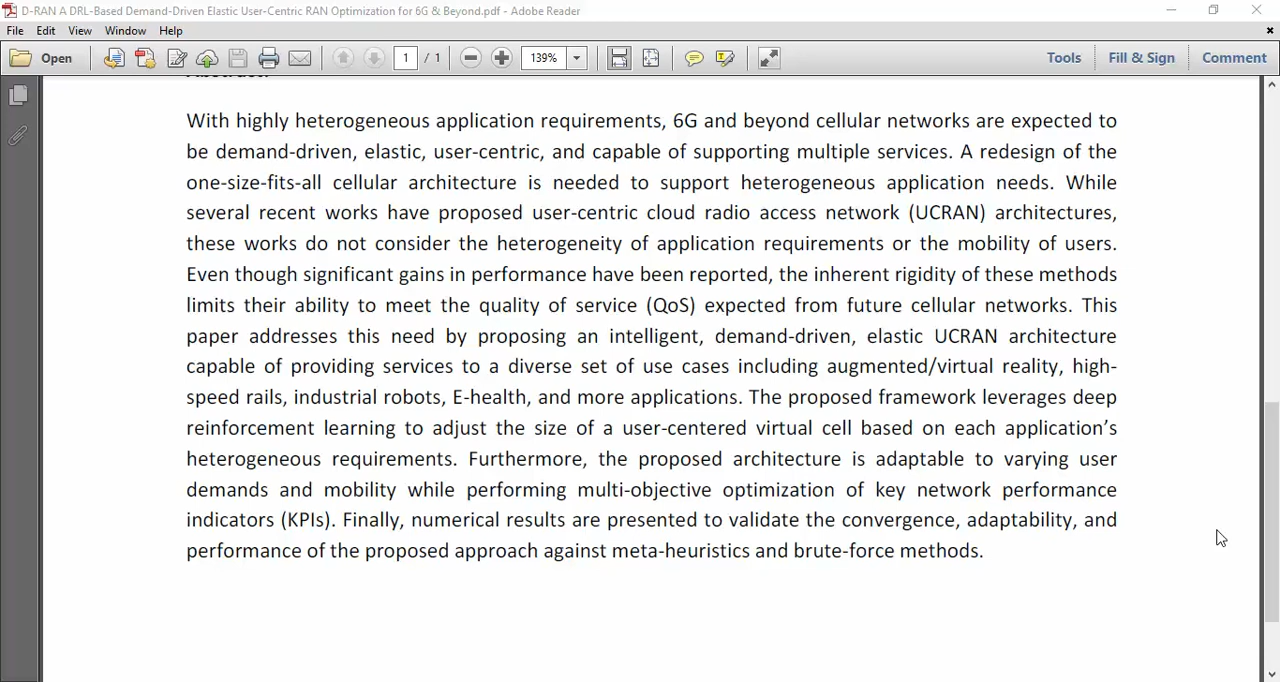 D-RAN A DRL-Based Demand-Driven Elastic User-Centric RAN Optimization for 6G & Beyond.pdf - Adobe Reader
File Edit View Window Help
Open 1 / 1 139% Tools Fill & Sign Comment
With highly heterogeneous application requirements, 6G and beyond cellular networks are expected to
be demand-driven, elastic, user-centric, and capable of supporting multiple services. A redesign of the
one-size-fits-all cellular architecture is needed to support heterogeneous application needs. While
several recent works have proposed user-centric cloud radio access network (UCRAN) architectures,
these works do not consider the heterogeneity of application requirements or the mobility of users.
Even though significant gains in performance have been reported, the inherent rigidity of these methods
limits their ability to meet the quality of service (QoS) expected from future cellular networks. This
paper addresses this need by proposing an intelligent, demand-driven, elastic UCRAN architecture
capable of providing services to a diverse set of use cases including augmented/virtual reality, high-
speed rails, industrial robots, E-health, and more applications. The proposed framework leverages deep
reinforcement learning to adjust the size of a user-centered virtual cell based on each application’s
heterogeneous requirements. Furthermore, the proposed architecture is adaptable to varying user
demands and mobility while performing multi-objective optimization of key network performance
indicators (KPIs). Finally, numerical results are presented to validate the convergence, adaptability, and
performance of the proposed approach against meta-heuristics and brute-force methods.